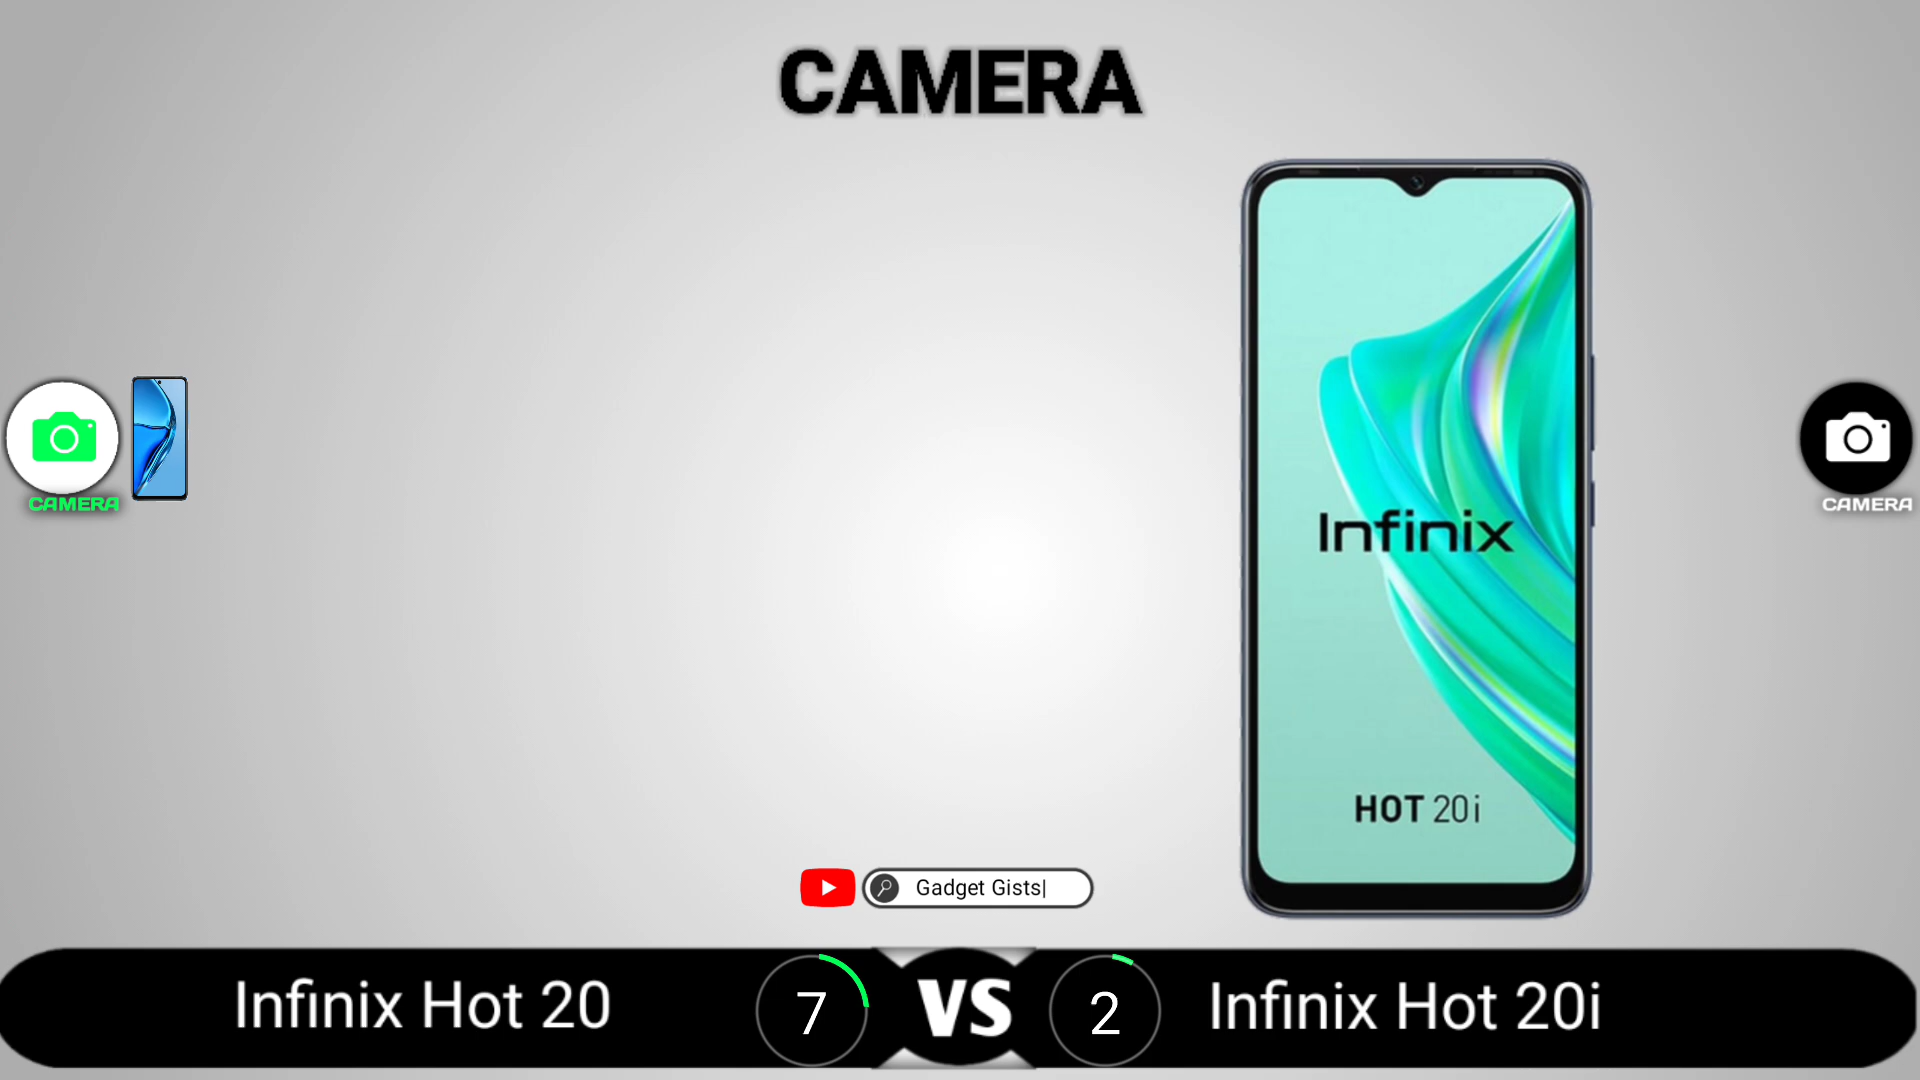 CAMERA
CAMERA
CAMERA
Infinix
HOT 20i
Gadget Gists|
Infinix Hot 20
7
VS
2
Infinix Hot 20i